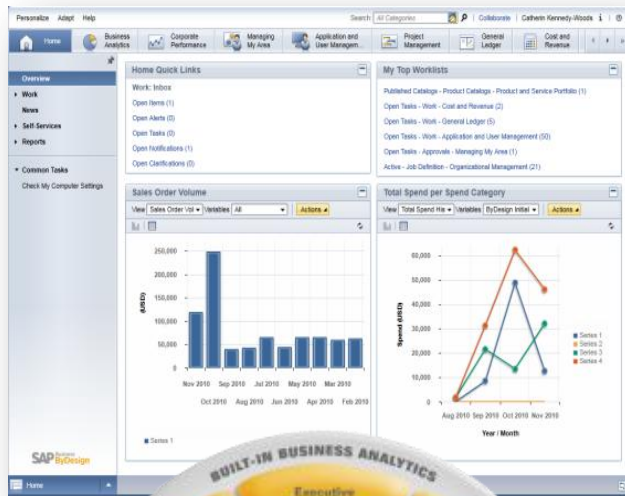 Personalize Adapt Help
Search All Categories Collaborate Catherin Kennedy-Woods
Home
Business Analytics
Corporate Performance
Managing My Area
Application and User Managem...
Project Management
General Ledger
Cost and Revenue
Overview
Work
News
Self-Services
Reports
Common Tasks
Check My Computer Settings
Home Quick Links
Work: Inbox
Open Items (1)
Open Alerts (0)
Open Tasks (0)
Open Notifications (1)
Open Clarifications (0)
My Top Worklists
Published Catalogs - Product Catalogs - Product and Service Portfolio (1)
Open Tasks - Work - Cost and Revenue (2)
Open Tasks - Work - General Ledger (5)
Open Tasks - Work - Application and User Management (50)
Open Tasks - Approvals - Managing My Area (1)
Active - Job Definition - Organizational Management (21)
Sales Order Volume
View Sales Order Vol Variables All Actions
250,000
200,000
150,000
100,000
50,000
0
(USD)
Nov 2010 Sep 2010 Jul 2010 May 2010 Mar 2010
Oct 2010 Aug 2010 Jun 2010 Apr 2010 Feb 2010
Series 1
Total Spend per Spend Category
View Total Spend His Variables ByDesign Initial Actions
60,000
50,000
40,000
30,000
20,000
10,000
0
Spend (USD)
Aug 2010 Sep 2010 Oct 2010 Nov 2010
Year / Month
Series 1
Series 2
Series 3
Series 4
SAP Business ByDesign
BUILT-IN BUSINESS ANALYTICS
Executive
Home